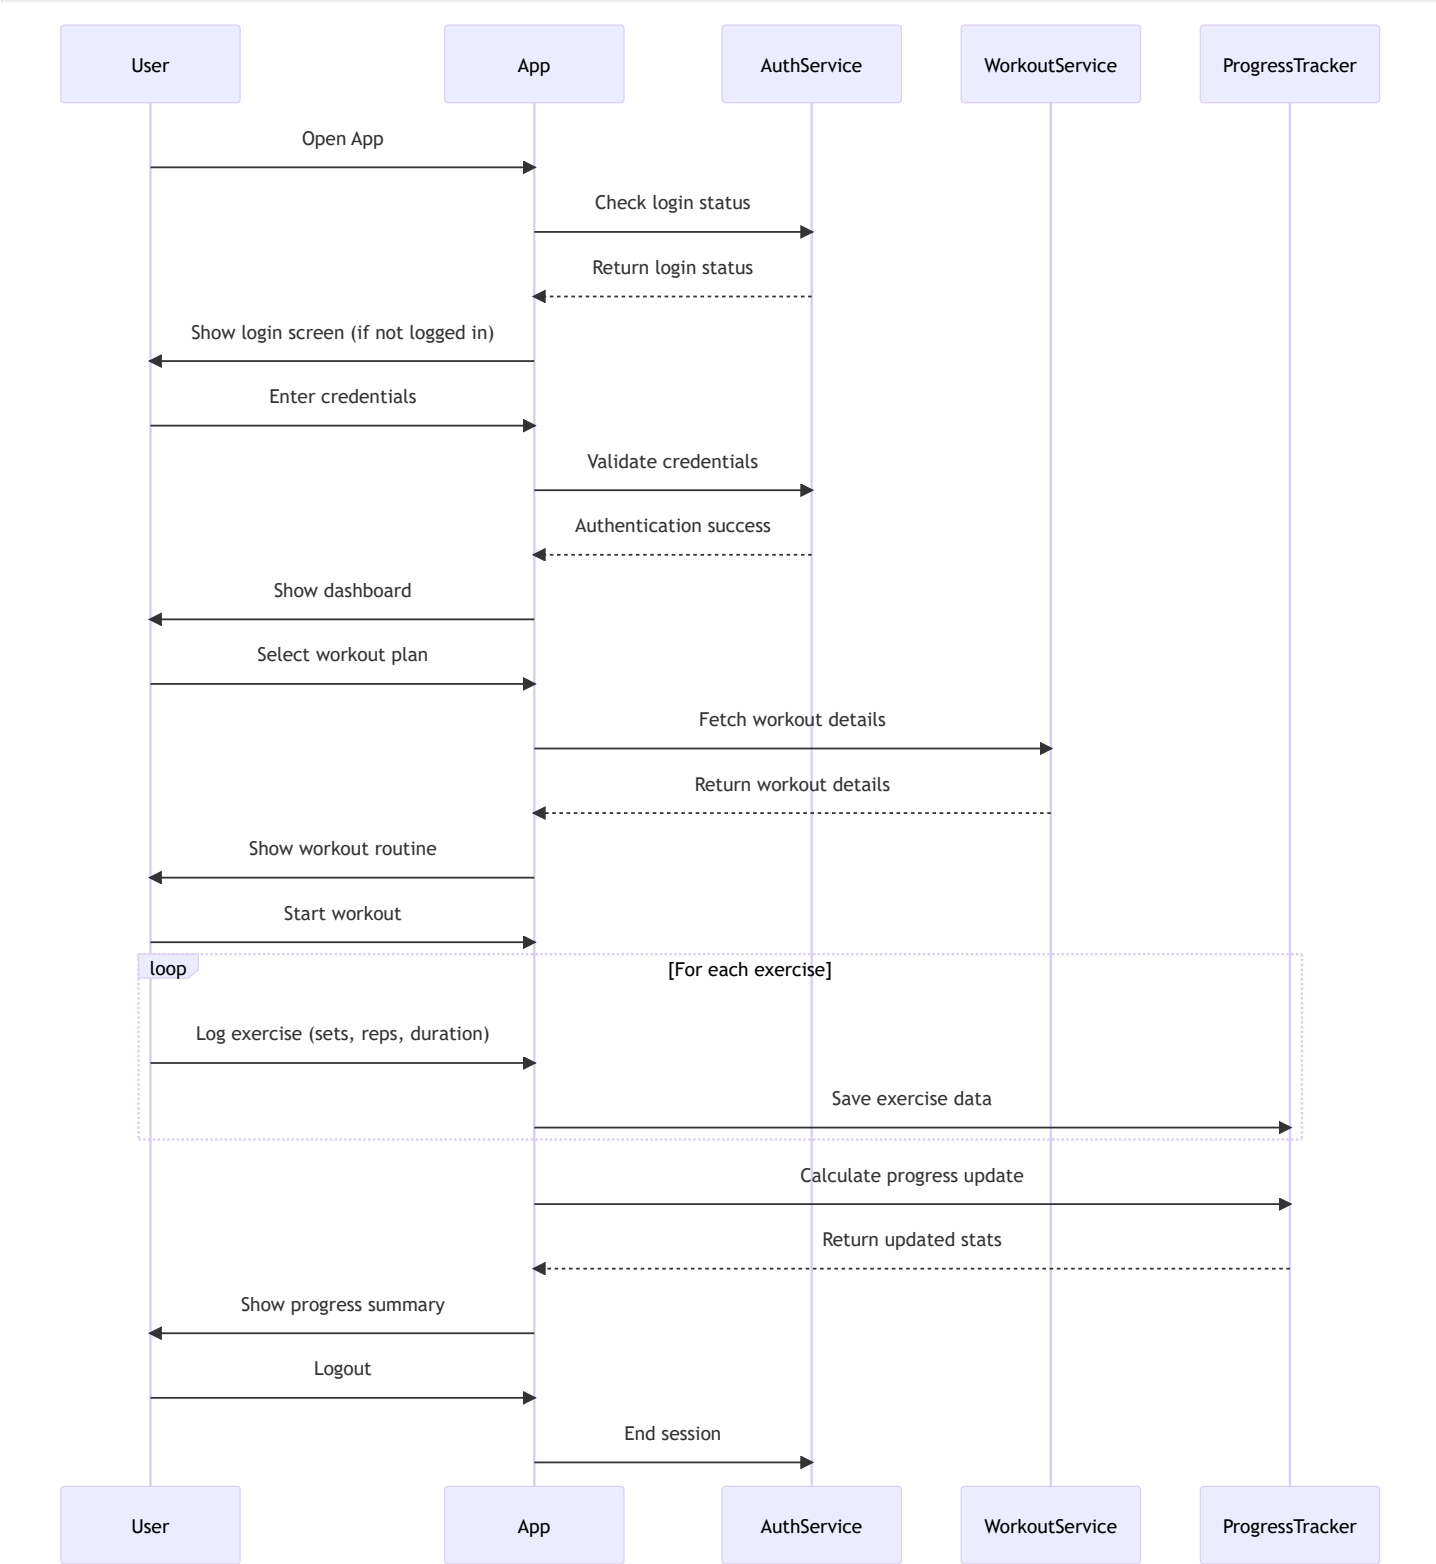 User
App
AuthService
WorkoutService
ProgressTracker
Open App
Check login status
Return login status
Show login screen (if not logged in)
Enter credentials
Validate credentials
Authentication success
Show dashboard
Select workout plan
Fetch workout details
Return workout details
Show workout routine
Start workout
loop
[For each exercise]
Log exercise (sets, reps, duration)
Save exercise data
Calculate progress update
Return updated stats
Show progress summary
Logout
End session
User
App
AuthService
WorkoutService
ProgressTracker